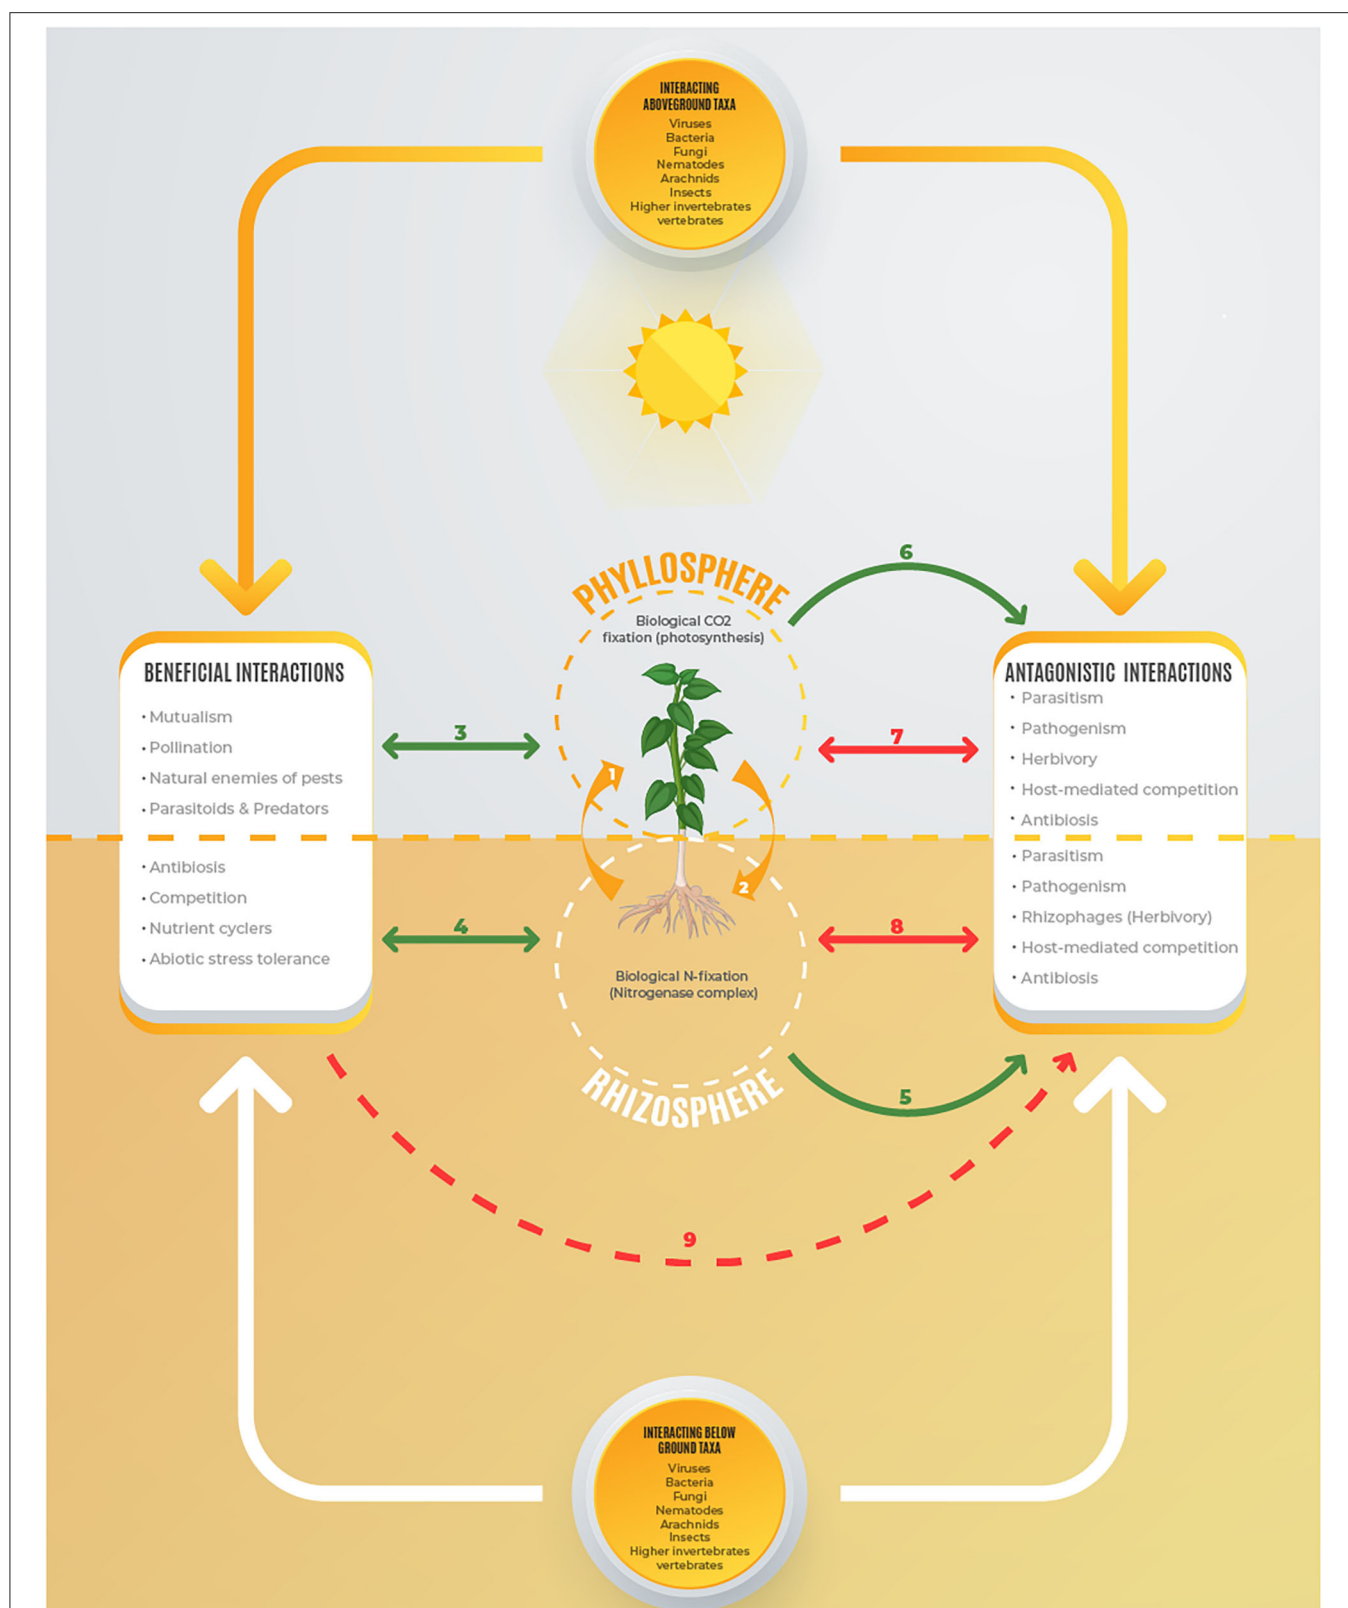 INTERACTING
ABOVEGROUND TAXA
Viruses
Bacteria
Fungi
Nematodes
Arachnids
Insects
Higher invertebrates
vertebrates
PHYLLOSPHERE
Biological CO2
fixation (photosynthesis)
6
BENEFICIAL INTERACTIONS
• Mutualism
• Pollination
• Natural enemies of pests
• Parasitoids & Predators
• Antibiosis
• Competition
• Nutrient cyclers
• Abiotic stress tolerance
3
4
1
2
7
8
ANTAGONISTIC INTERACTIONS
• Parasitism
• Pathogenism
• Herbivory
• Host-mediated competition
• Antibiosis
• Parasitism
• Pathogenism
• Rhizophages (Herbivory)
• Host-mediated competition
• Antibiosis
Biological N-fixation
(Nitrogenase complex)
RHIZOSPHERE
5
9
INTERACTING BELOW
GROUND TAXA
Viruses
Bacteria
Fungi
Nematodes
Arachnids
Insects
Higher invertebrates
vertebrates